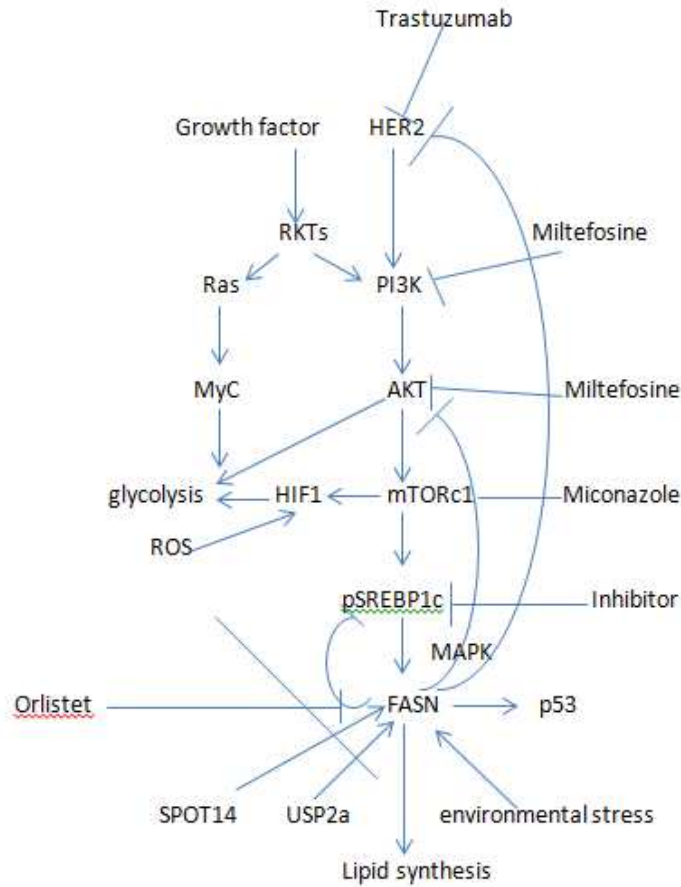 Trastuzumab
Growth factor
HER2
RKTs
Miltefosine
Ras
PI3K
MyC
AKT
Miltefosine
glycolysis
HIF1
mTORc1
Miconazole
ROS
pSREBP1c
Inhibitor
MAPK
Orlistet
FASN
p53
SPOT14
USP2a
environmental stress
Lipid synthesis